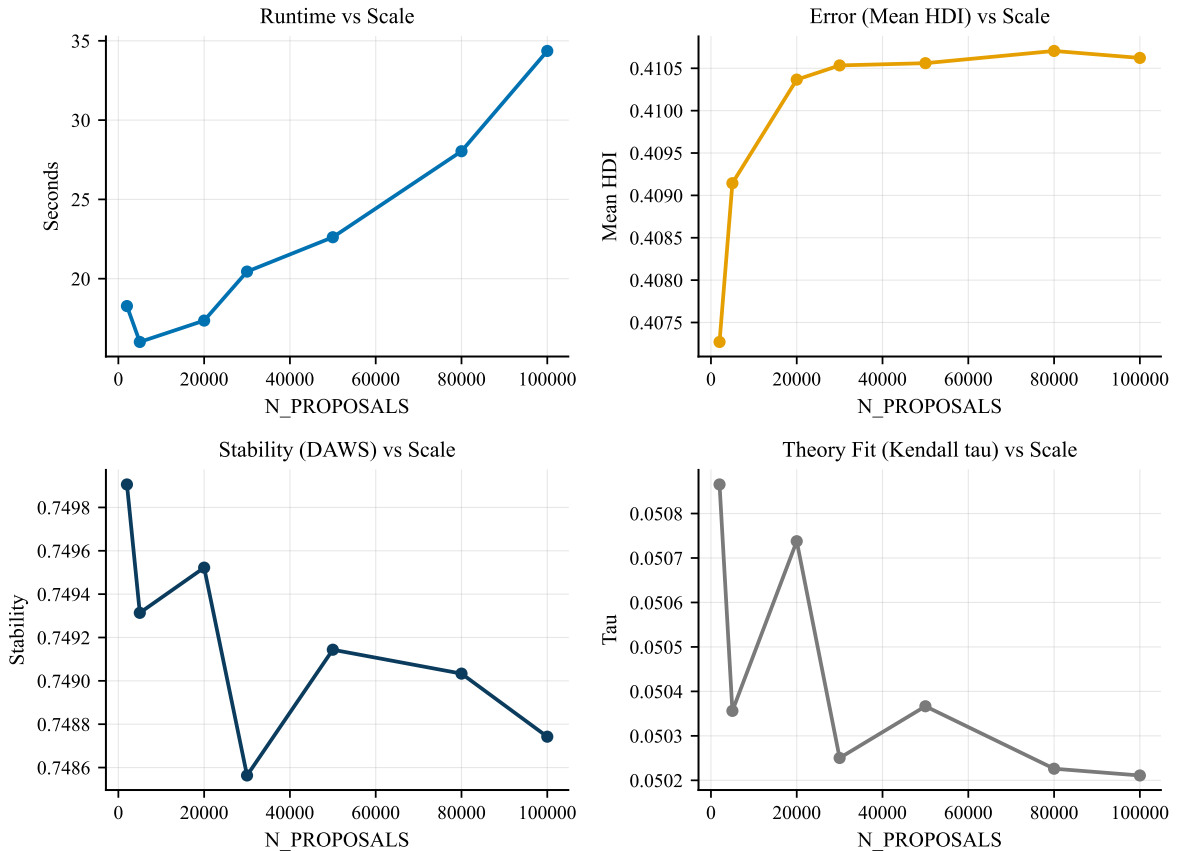 Runtime vs Scale
35
30
25
20
Seconds
0 20000 40000 60000 80000 100000
N_PROPOSALS
Error (Mean HDI) vs Scale
0.4105
0.4100
0.4095
0.4090
0.4085
0.4080
0.4075
Mean HDI
0 20000 40000 60000 80000 100000
N_PROPOSALS
Stability (DAWS) vs Scale
0.7498
0.7496
0.7494
0.7492
0.7490
0.7488
0.7486
Stability
0 20000 40000 60000 80000 100000
N_PROPOSALS
Theory Fit (Kendall tau) vs Scale
0.0508
0.0507
0.0506
0.0505
0.0504
0.0503
0.0502
Tau
0 20000 40000 60000 80000 100000
N_PROPOSALS